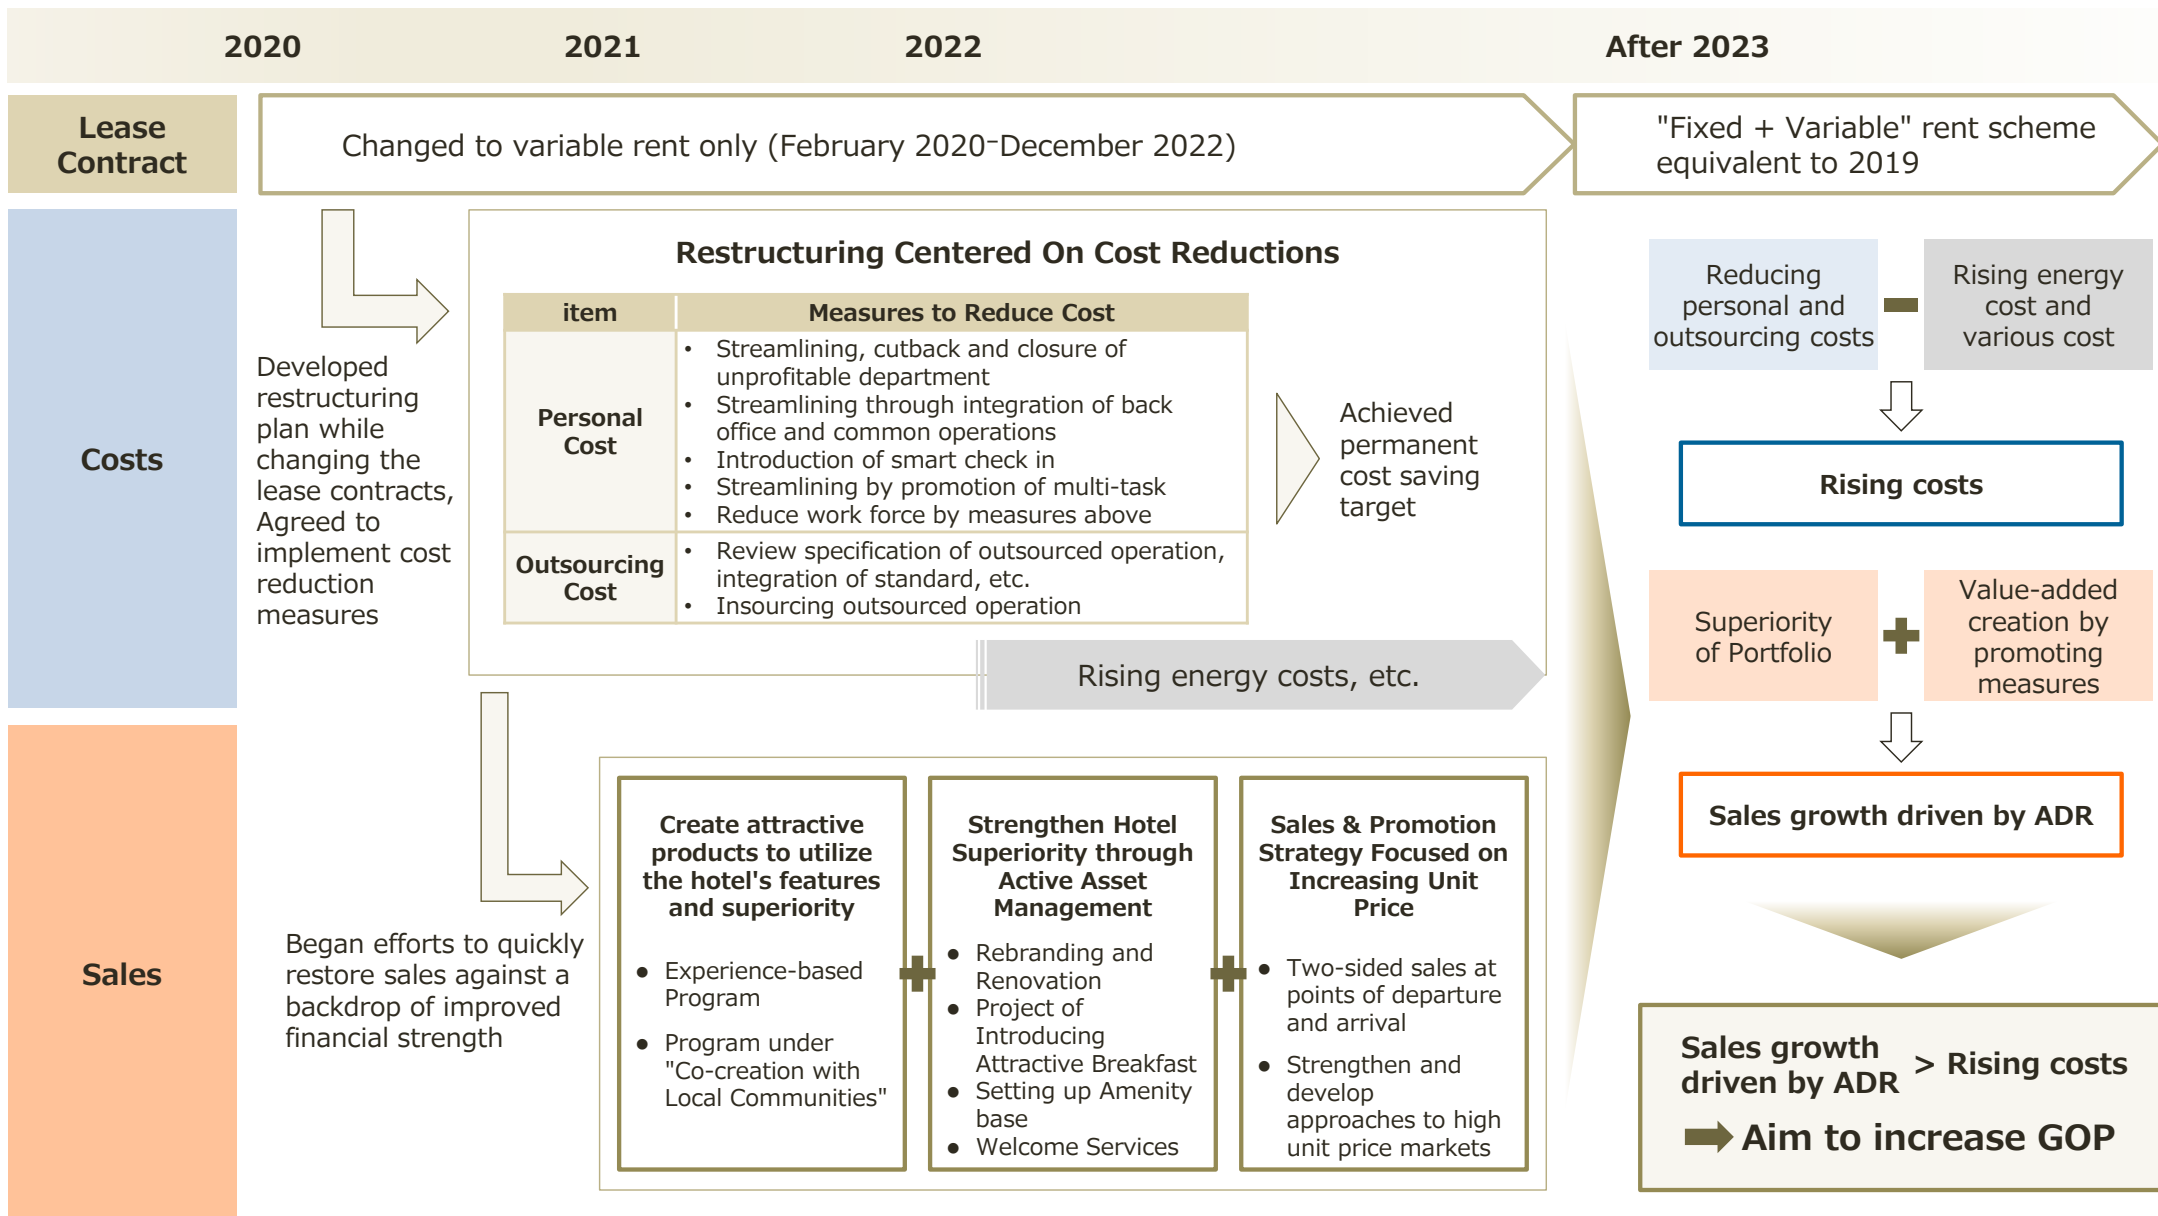 2020
2021
2022
After 2023
Lease
Contract
Changed to variable rent only (February 2020–December 2022)
"Fixed + Variable" rent scheme
equivalent to 2019
Costs
Developed
restructuring
plan while
changing the
lease contracts,
Agreed to
implement cost
reduction
measures
Restructuring Centered On Cost Reductions
item
Measures to Reduce Cost
Personal
Cost
• Streamlining, cutback and closure of
unprofitable department
• Streamlining through integration of back
office and common operations
• Introduction of smart check in
• Streamlining by promotion of multi-task
• Reduce work force by measures above
Outsourcing
Cost
• Review specification of outsourced operation,
integration of standard, etc.
• Insourcing outsourced operation
Achieved
permanent
cost saving
target
Rising energy costs, etc.
Reducing
personal and
outsourcing costs
Rising energy
cost and
various cost
Rising costs
Superiority
of Portfolio
Value-added
creation by
promoting
measures
Sales growth driven by ADR
Sales
Began efforts to quickly
restore sales against a
backdrop of improved
financial strength
Create attractive
products to utilize
the hotel's features
and superiority
● Experience-based
Program
● Program under
"Co-creation with
Local Communities"
Strengthen Hotel
Superiority through
Active Asset
Management
● Rebranding and
Renovation
● Project of
Introducing
Attractive Breakfast
● Setting up Amenity
base
● Welcome Services
Sales & Promotion
Strategy Focused on
Increasing Unit
Price
● Two-sided sales at
points of departure
and arrival
● Strengthen and
develop
approaches to high
unit price markets
Sales growth
driven by ADR
> Rising costs
Aim to increase GOP